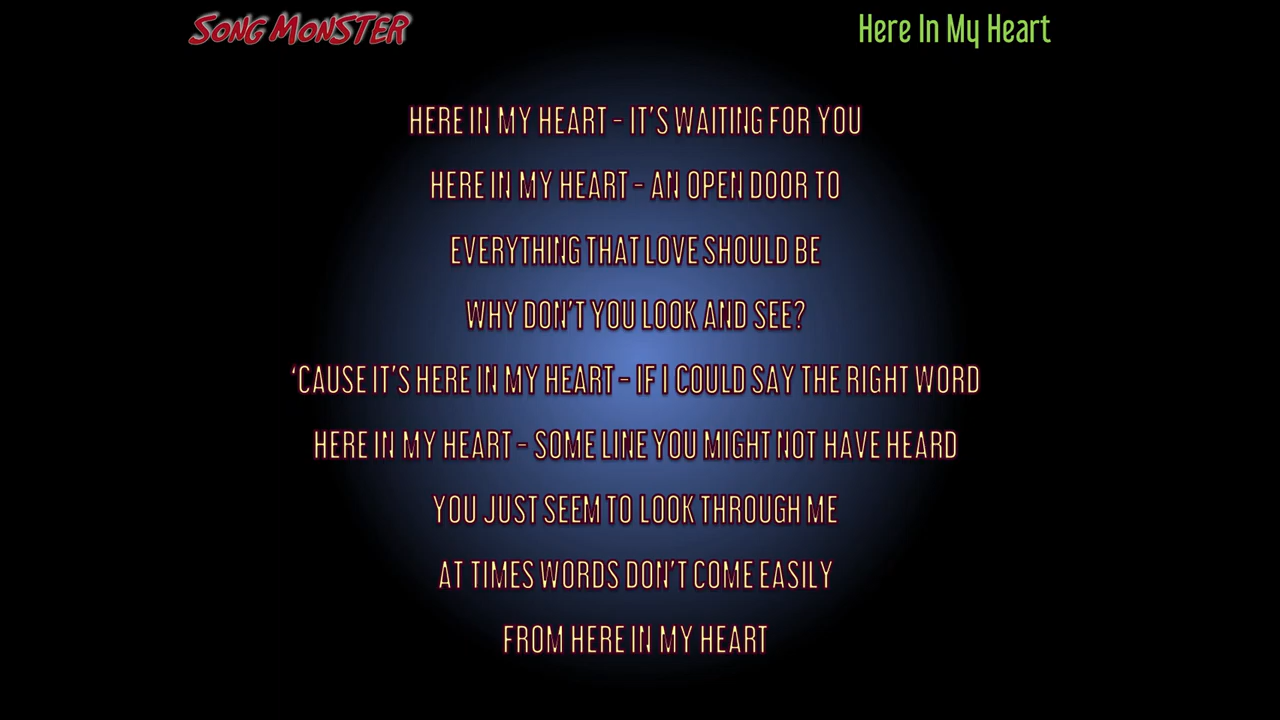 SONG MONSTER
Here In My Heart
HERE IN MY HEART - IT'S WAITING FOR YOU
HERE IN MY HEART - AN OPEN DOOR TO
EVERYTHING THAT LOVE SHOULD BE
WHY DON'T YOU LOOK AND SEE?
‘CAUSE IT'S HERE IN MY HEART - IF I COULD SAY THE RIGHT WORD
HERE IN MY HEART - SOME LINE YOU MIGHT NOT HAVE HEARD
YOU JUST SEEM TO LOOK THROUGH ME
AT TIMES WORDS DON'T COME EASILY
FROM HERE IN MY HEART